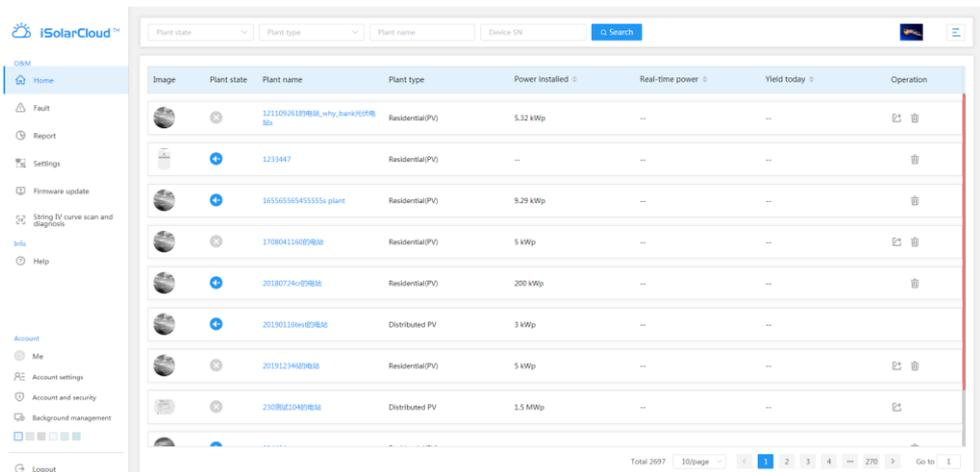 iSolarCloud™
Plant state
Plant type
Plant name
Device SN
Search
O&M
Home
Fault
Report
Settings
Firmware update
String IV curve scan and
diagnosis
Info
Help
Account
Me
Account settings
Account and security
Background management
Logout
Image Plant state Plant name Plant type Power installed Real-time power Yield today Operation
121109261的电站_why_bank光伏电
站s Residential(PV) 5.32 kWp -- --
1233447 Residential(PV) -- -- --
165565565455555s plant Residential(PV) 9.29 kWp -- --
1708041160的电站 Residential(PV) 5 kWp -- --
20180724cr的电站 Residential(PV) 200 kWp -- --
20190116test的电站 Distributed PV 3 kWp -- --
201912346的电站 Residential(PV) 5 kWp -- --
230测试104的电站 Distributed PV 1.5 MWp -- --
Total 2697 10/page 1 2 3 4 ••• 270 Go to 1